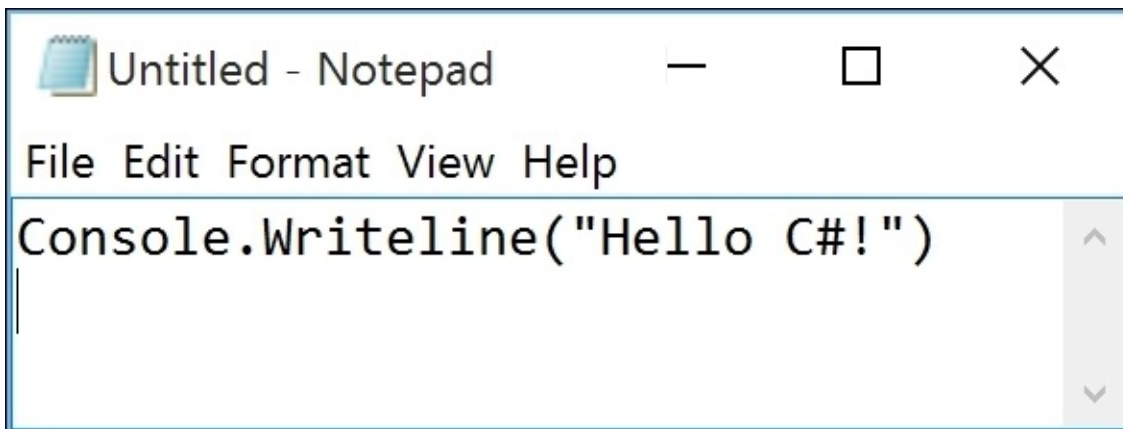 Untitled - Notepad
File Edit Format View Help
Console.Writeline("Hello C#!")